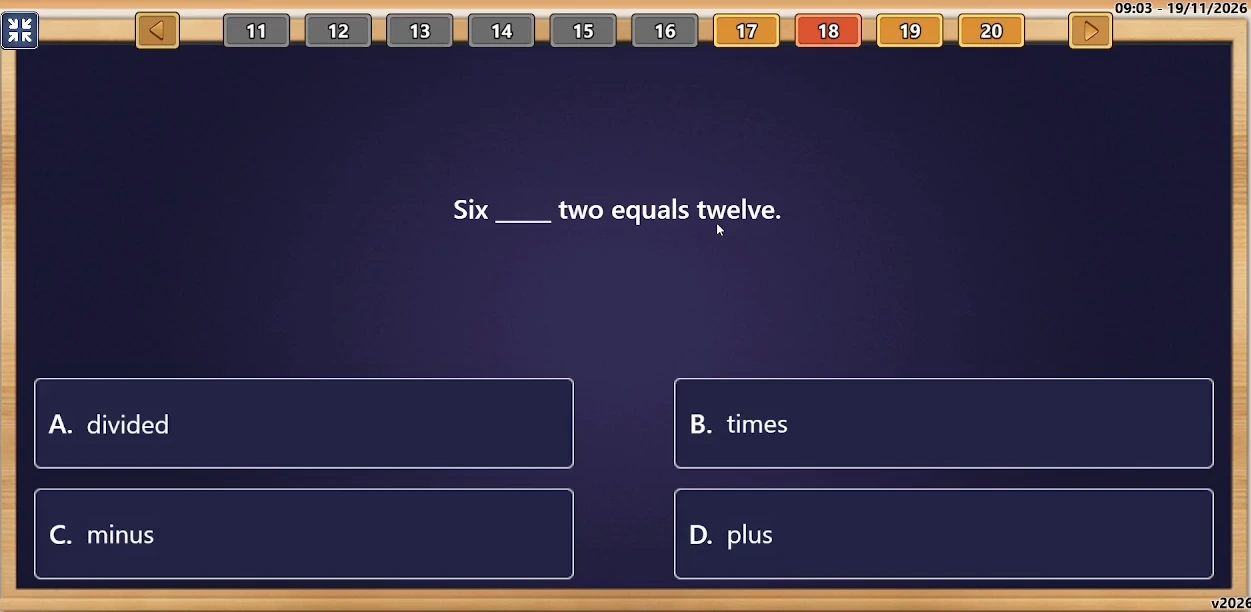 09:03 - 19/11/2026
11 12 13 14 15 16 17 18 19 20
Six ____ two equals twelve.
A. divided
B. times
C. minus
D. plus
v2026